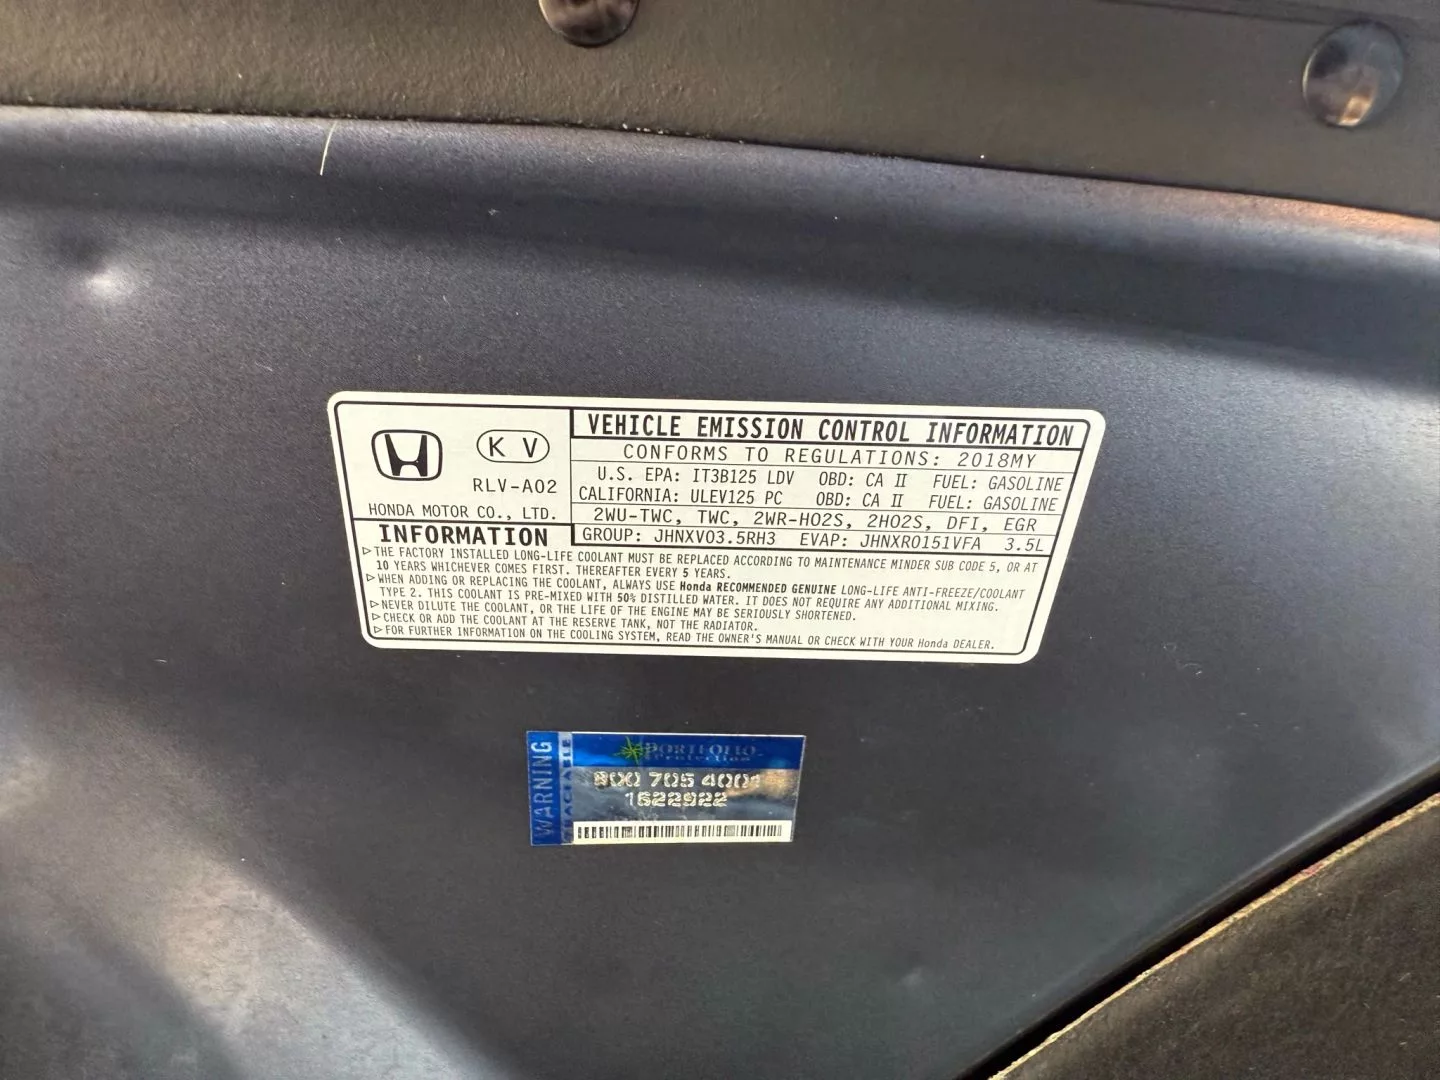 KV
RLV-A02
HONDA MOTOR CO., LTD.
VEHICLE EMISSION CONTROL INFORMATION
CONFORMS TO REGULATIONS: 2018MY
U.S. EPA: IT3B125 LDV OBD: CA II FUEL: GASOLINE
CALIFORNIA: ULEV125 PC OBD: CA II FUEL: GASOLINE
2WU-TWC, TWC, 2WR-HO2S, 2HO2S, DFI, EGR
GROUP: JHNXV03.5RH3 EVAP: JHNXR0151VFA 3.5L
INFORMATION
▷THE FACTORY INSTALLED LONG-LIFE COOLANT MUST BE REPLACED ACCORDING TO MAINTENANCE MINDER SUB CODE 5, OR AT
10 YEARS WHICHEVER COMES FIRST. THEREAFTER EVERY 5 YEARS.
▷WHEN ADDING OR REPLACING THE COOLANT, ALWAYS USE Honda RECOMMENDED GENUINE LONG-LIFE ANTI-FREEZE/COOLANT
TYPE 2. THIS COOLANT IS PRE-MIXED WITH 50% DISTILLED WATER. IT DOES NOT REQUIRE ANY ADDITIONAL MIXING.
▷NEVER DILUTE THE COOLANT, OR THE LIFE OF THE ENGINE MAY BE SERIOUSLY SHORTENED.
▷CHECK OR ADD THE COOLANT AT THE RESERVE TANK, NOT THE RADIATOR.
▷FOR FURTHER INFORMATION ON THE COOLING SYSTEM, READ THE OWNER'S MANUAL OR CHECK WITH YOUR Honda DEALER.
WARNING
TRACEABLE
PORTFOLIO
Protection
800 705 4001
1622922